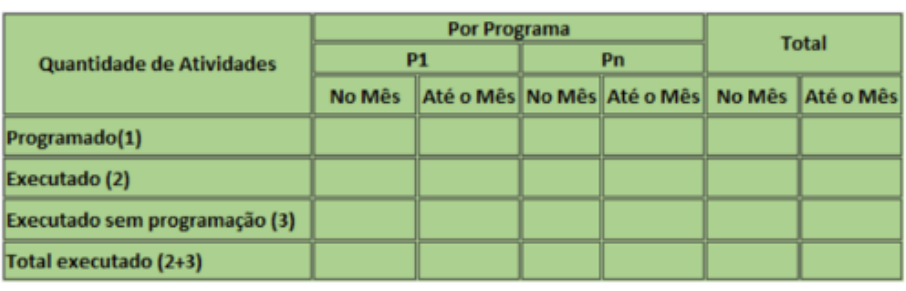 Quantidade de Atividades
Por Programa
Total
P1
Pn
No Mês Até o Mês No Mês Até o Mês No Mês Até o Mês
Programado(1)
Executado (2)
Executado sem programação (3)
Total executado (2+3)